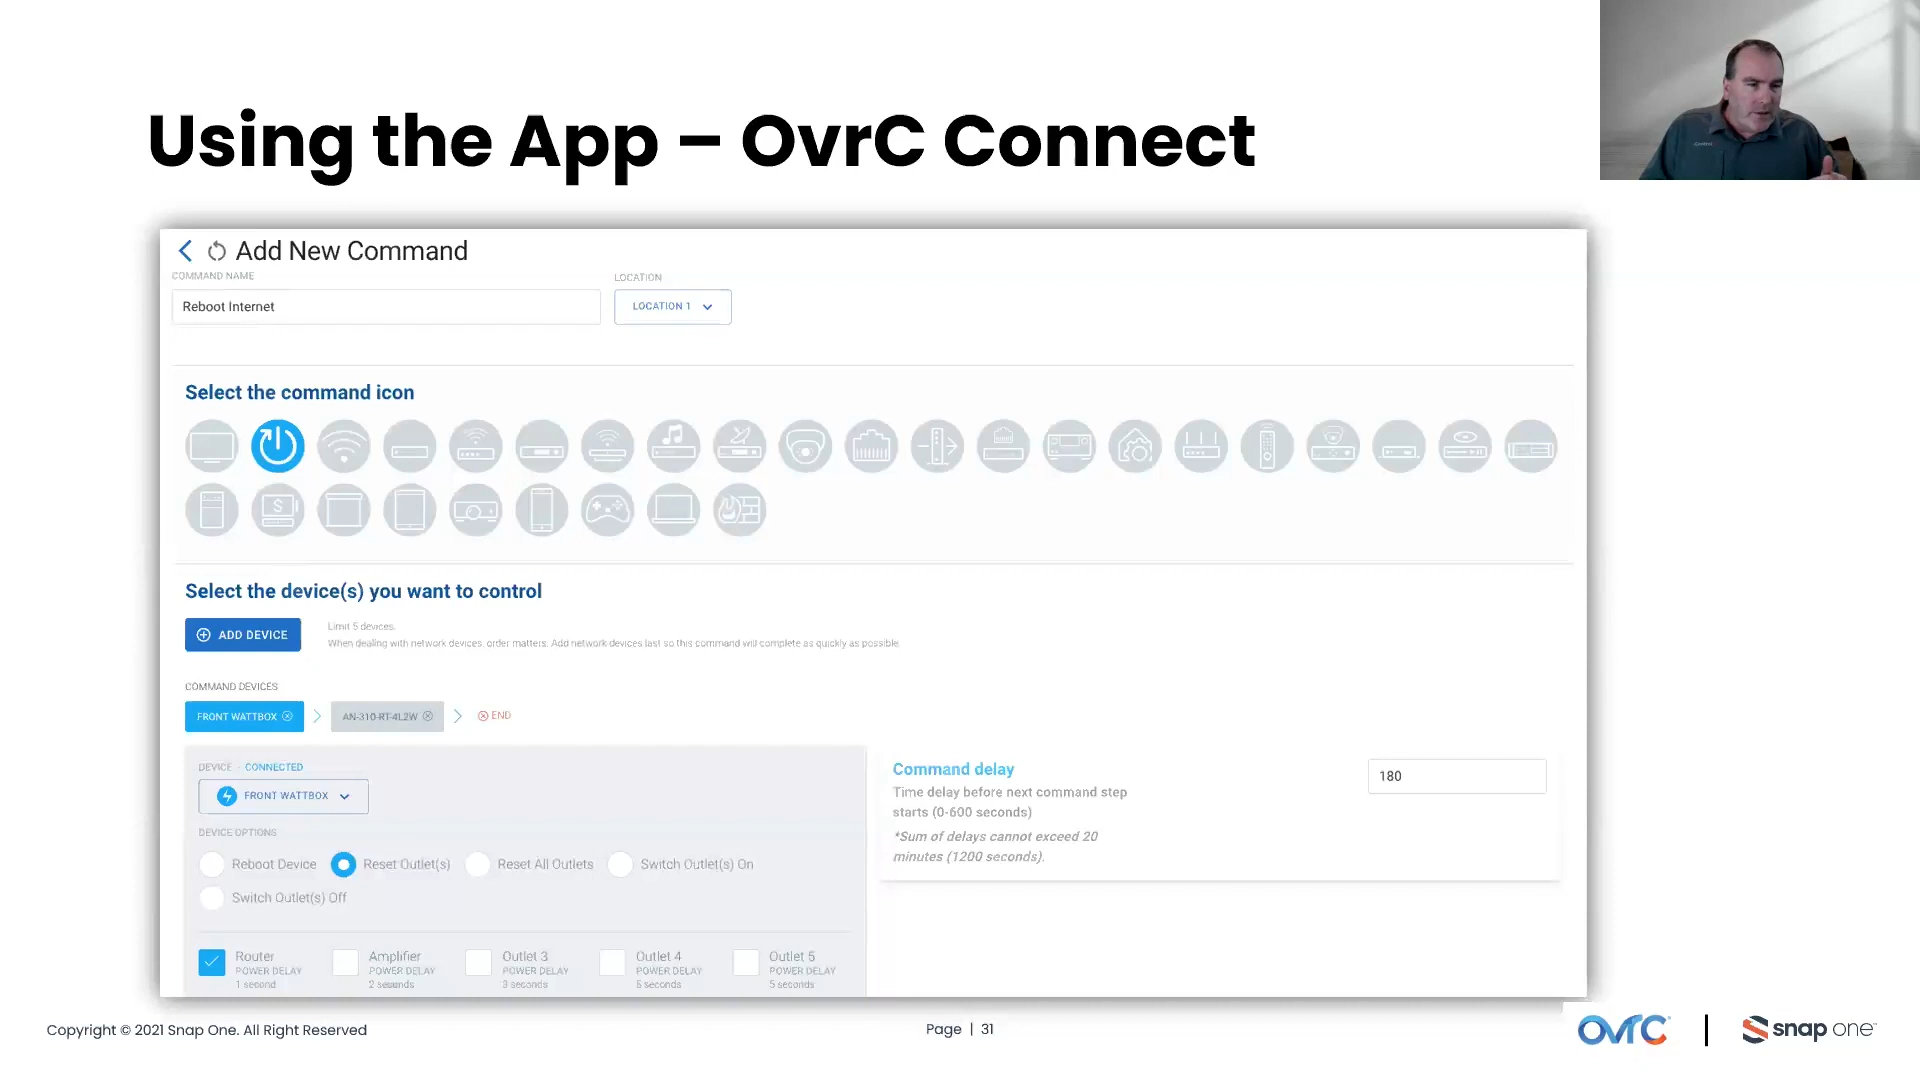 Using the App – OvrC Connect
Add New Command
COMMAND NAME
LOCATION
Reboot Internet
LOCATION 1
Select the command icon
$
Select the device(s) you want to control
ADD DEVICE
Limit 5 devices.
When dealing with network devices, order matters. Add network devices last so this command will complete as quickly as possible.
COMMAND DEVICES
FRONT WATTBOX
AN-310-RT-4L2W
END
DEVICE - CONNECTED
FRONT WATTBOX
DEVICE OPTIONS
Reboot Device
Reset Outlet(s)
Reset All Outlets
Switch Outlet(s) On
Switch Outlet(s) Off
Router
POWER DELAY
1 second
Amplifier
POWER DELAY
2 seconds
Outlet 3
POWER DELAY
3 seconds
Outlet 4
POWER DELAY
5 seconds
Outlet 5
POWER DELAY
5 seconds
Command delay
180
Time delay before next command step
starts (0-600 seconds)
*Sum of delays cannot exceed 20
minutes (1200 seconds).
Copyright © 2021 Snap One. All Right Reserved
Page | 31
OvrC
snap one